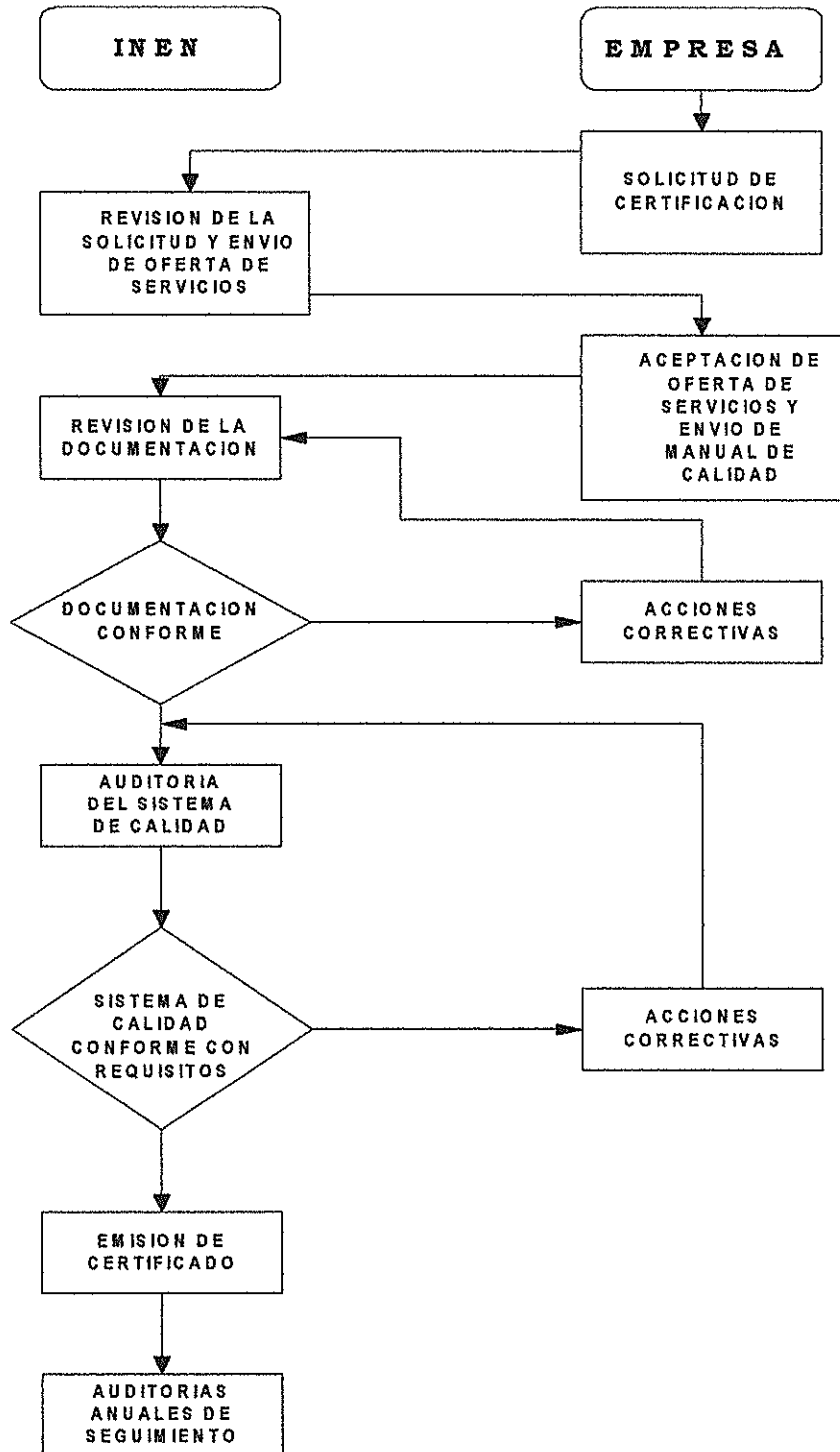 INEN
EMPRESA
SOLICITUD DE
CERTIFICACION
REVISION DE LA
SOLICITUD Y ENVIO
DE OFERTA DE
SERVICIOS
ACEPTACION DE
OFERTA DE
SERVICIOS Y
ENVIO DE
MANUAL DE
CALIDAD
REVISION DE LA
DOCUMENTACION
DOCUMENTACION
CONFORME
ACCIONES
CORRECTIVAS
AUDITORIA
DEL SISTEMA
DE CALIDAD
SISTEMA DE
CALIDAD
CONFORME CON
REQUISITOS
ACCIONES
CORRECTIVAS
EMISION DE
CERTIFICADO
AUDITORIAS
ANUALES DE
SEGUIMIENTO